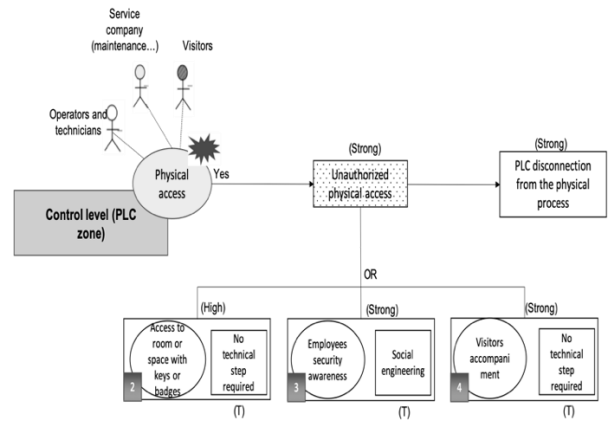 Service
company
(maintenance...)
Visitors
Operators and
technicians
Physical
access
Yes
Control level (PLC
zone)
(Strong)
Unauthorized
physical access
(Strong)
PLC disconnection
from the physical
process
OR
(High)
Access to
room or
space with
keys or
badges
No
technical
step
required
2
(T)
(Strong)
Employees
security
awareness
Social
engineering
3
(T)
(Strong)
Visitors
accompani
ment
No
technical
step
required
4
(T)